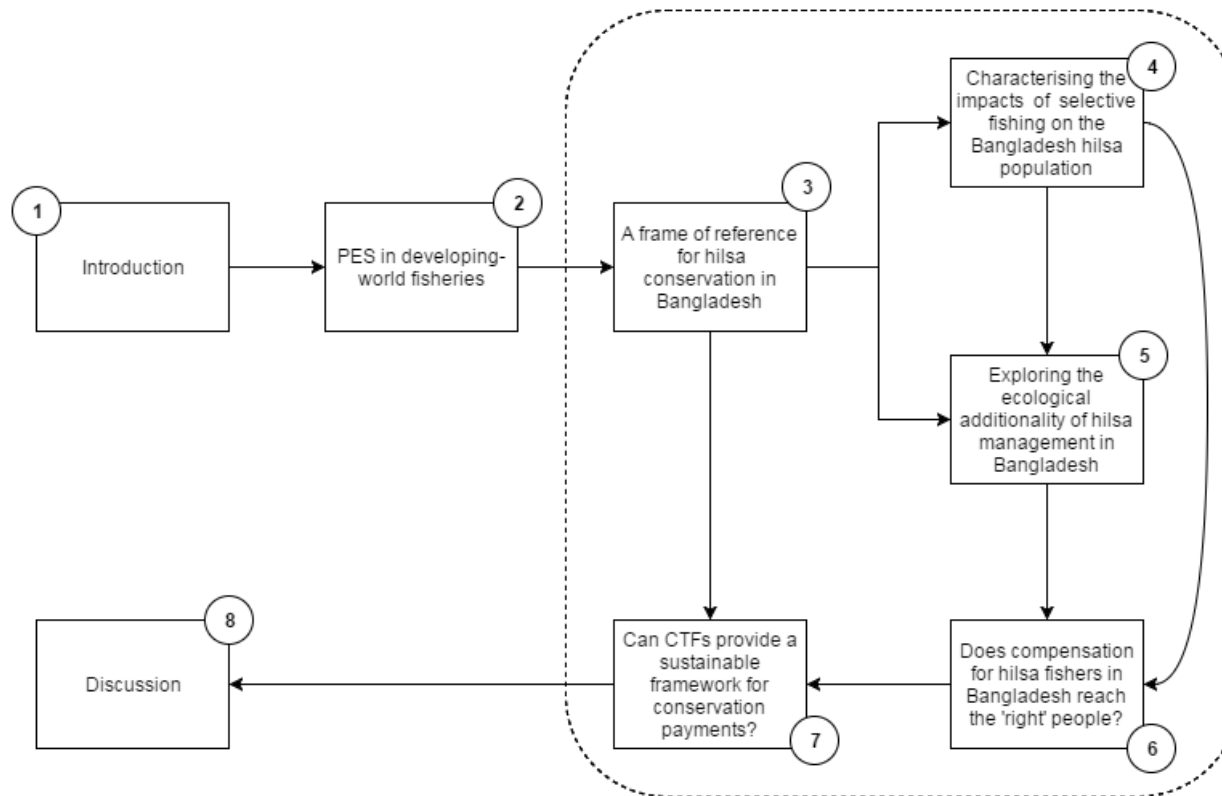 1
Introduction
2
PES in developing-
world fisheries
3
A frame of reference
for hilsa
conservation in
Bangladesh
4
Characterising the
impacts of selective
fishing on the
Bangladesh hilsa
population
5
Exploring the
ecological
additionality of hilsa
management in
Bangladesh
6
Does compensation
for hilsa fishers in
Bangladesh reach
the 'right' people?
7
Can CTFs provide a
sustainable
framework for
conservation
payments?
8
Discussion